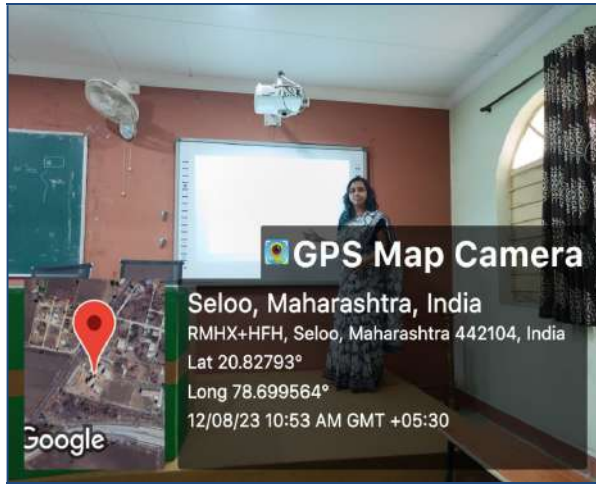 GPS Map Camera
Seloo, Maharashtra, India
RMHX+HFH, Seloo, Maharashtra 442104, India
Lat 20.82793°
Long 78.699564°
12/08/23 10:53 AM GMT +05:30
Google